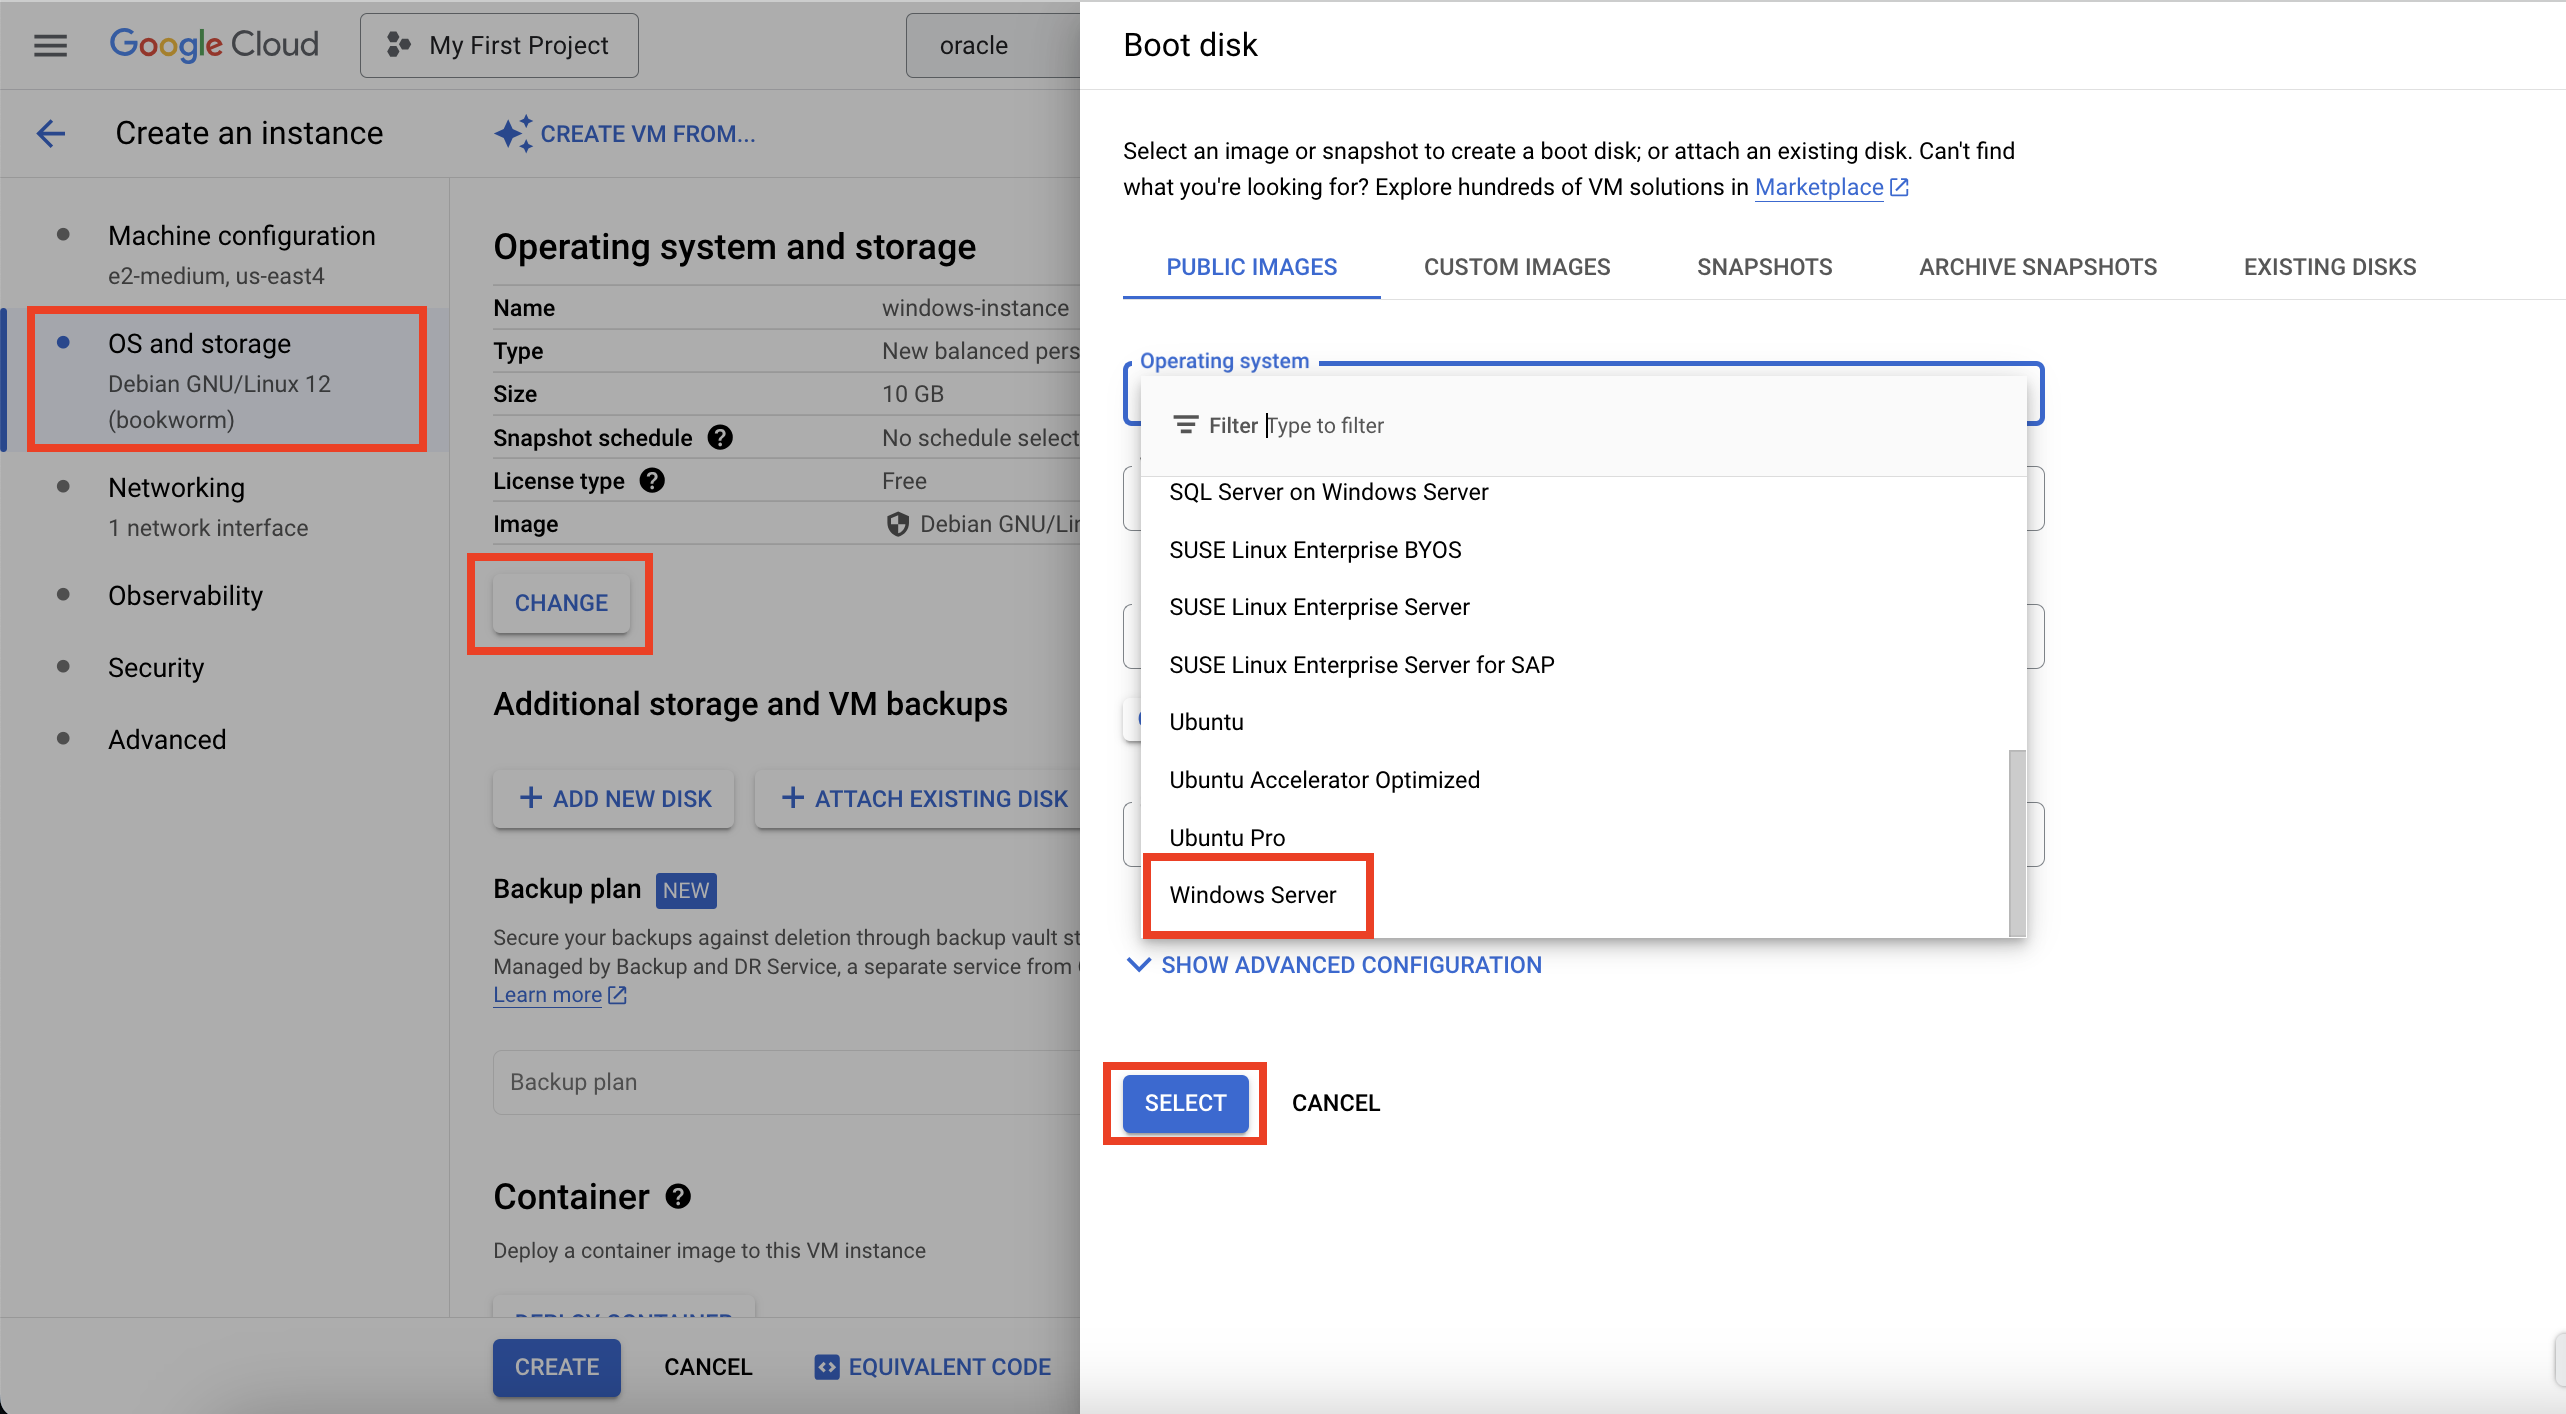 Google Cloud
My First Project
oracle
Create an instance
CREATE VM FROM...
Machine configuration
e2-medium, us-east4
OS and storage
Debian GNU/Linux 12
(bookworm)
Networking
1 network interface
Observability
Security
Advanced
Operating system and storage
Name windows-instance
Type New balanced pers
Size 10 GB
Snapshot schedule ? No schedule select
License type ? Free
Image Debian GNU/Lin
CHANGE
Additional storage and VM backups
+ ADD NEW DISK
+ ATTACH EXISTING DISK
Backup plan NEW
Secure your backups against deletion through backup vault st
Managed by Backup and DR Service, a separate service from
Learn more
Backup plan
Container ?
Deploy a container image to this VM instance
DEPLOY CONTAINER
CREATE
CANCEL
EQUIVALENT CODE
Boot disk
Select an image or snapshot to create a boot disk; or attach an existing disk. Can't find
what you're looking for? Explore hundreds of VM solutions in Marketplace
PUBLIC IMAGES
CUSTOM IMAGES
SNAPSHOTS
ARCHIVE SNAPSHOTS
EXISTING DISKS
Operating system
Filter Type to filter
SQL Server on Windows Server
SUSE Linux Enterprise BYOS
SUSE Linux Enterprise Server
SUSE Linux Enterprise Server for SAP
Ubuntu
Ubuntu Accelerator Optimized
Ubuntu Pro
Windows Server
SHOW ADVANCED CONFIGURATION
SELECT
CANCEL